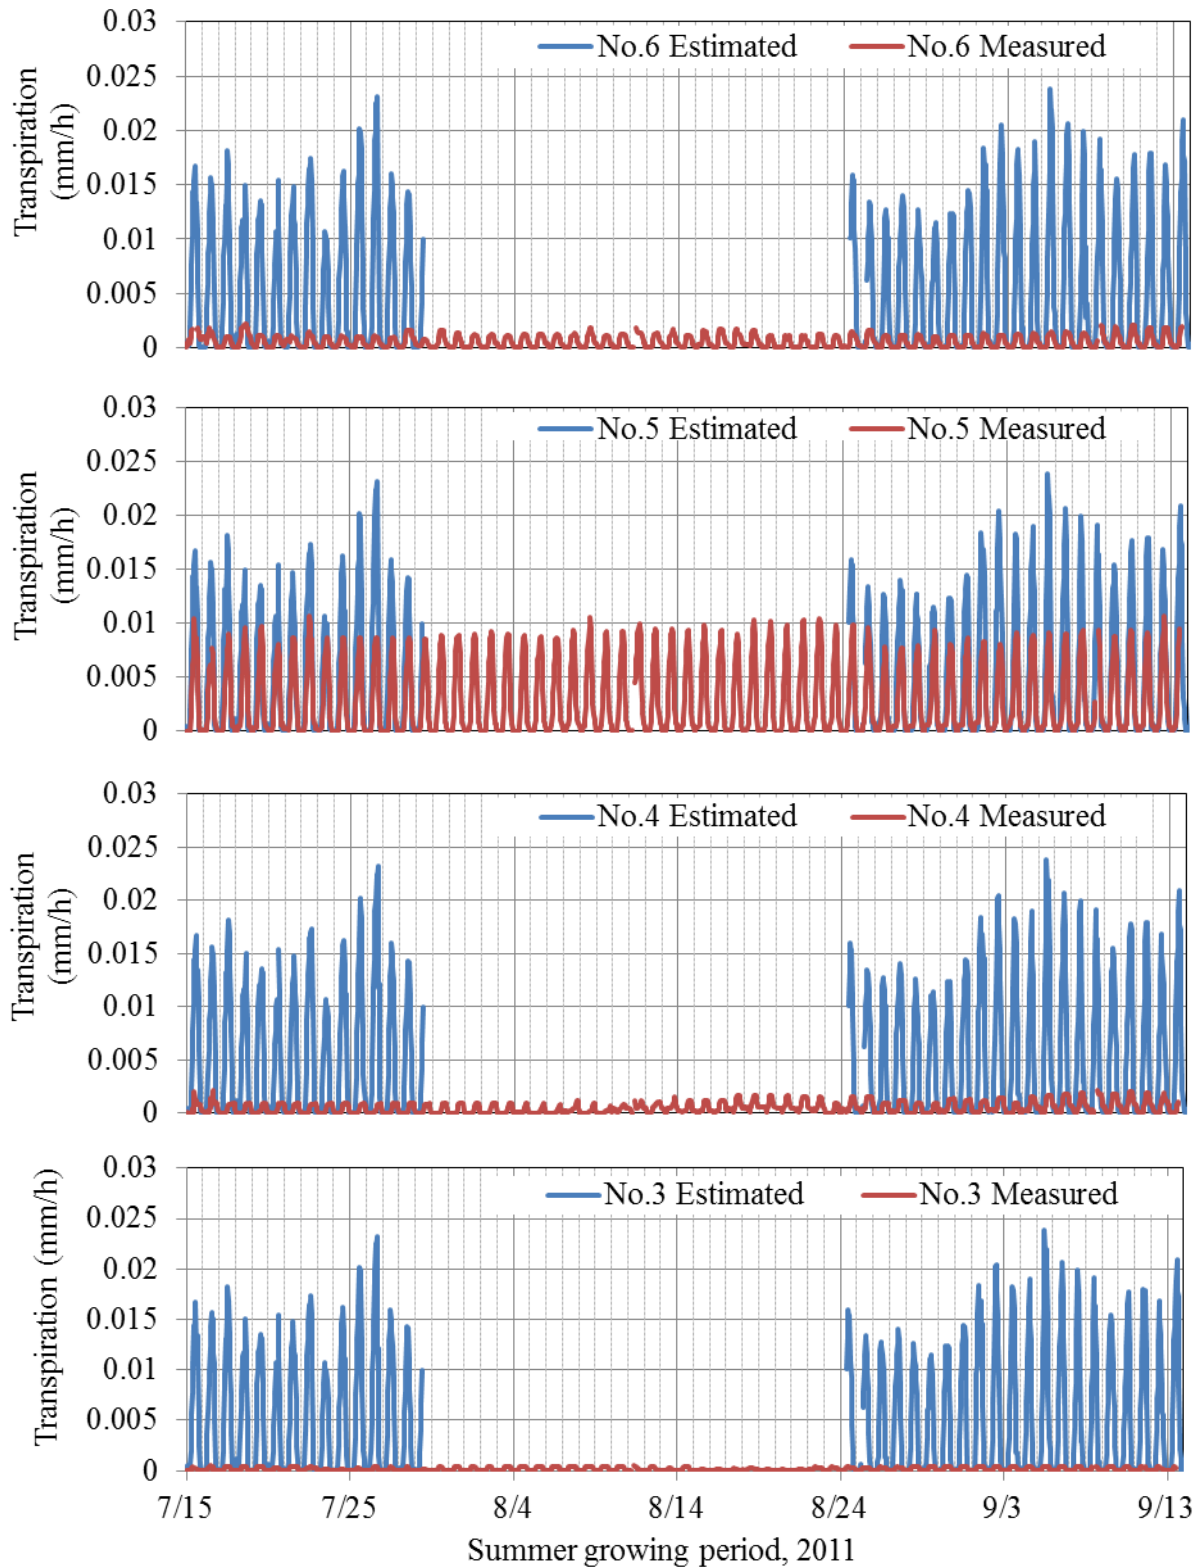 No.6 Estimated No.6 Measured
Transpiration
(mm/h)
0.03
0.025
0.02
0.015
0.01
0.005
0
No.5 Estimated No.5 Measured
Transpiration
(mm/h)
0.03
0.025
0.02
0.015
0.01
0.005
0
No.4 Estimated No.4 Measured
Transpiration
(mm/h)
0.03
0.025
0.02
0.015
0.01
0.005
0
No.3 Estimated No.3 Measured
Transpiration (mm/h)
0.03
0.025
0.02
0.015
0.01
0.005
0
7/15 7/25 8/4 8/14 8/24 9/3 9/13
Summer growing period, 2011